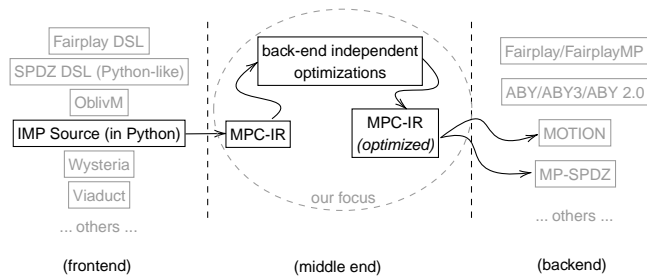 Fairplay DSL
SPDZ DSL (Python-like)
OblivM
IMP Source (in Python)
Wysteria
Viaduct
... others ...
(frontend)
back-end independent
optimizations
MPC-IR
MPC-IR
(optimized)
our focus
(middle end)
Fairplay/FairplayMP
ABY/ABY3/ABY 2.0
MOTION
MP-SPDZ
... others ...
(backend)